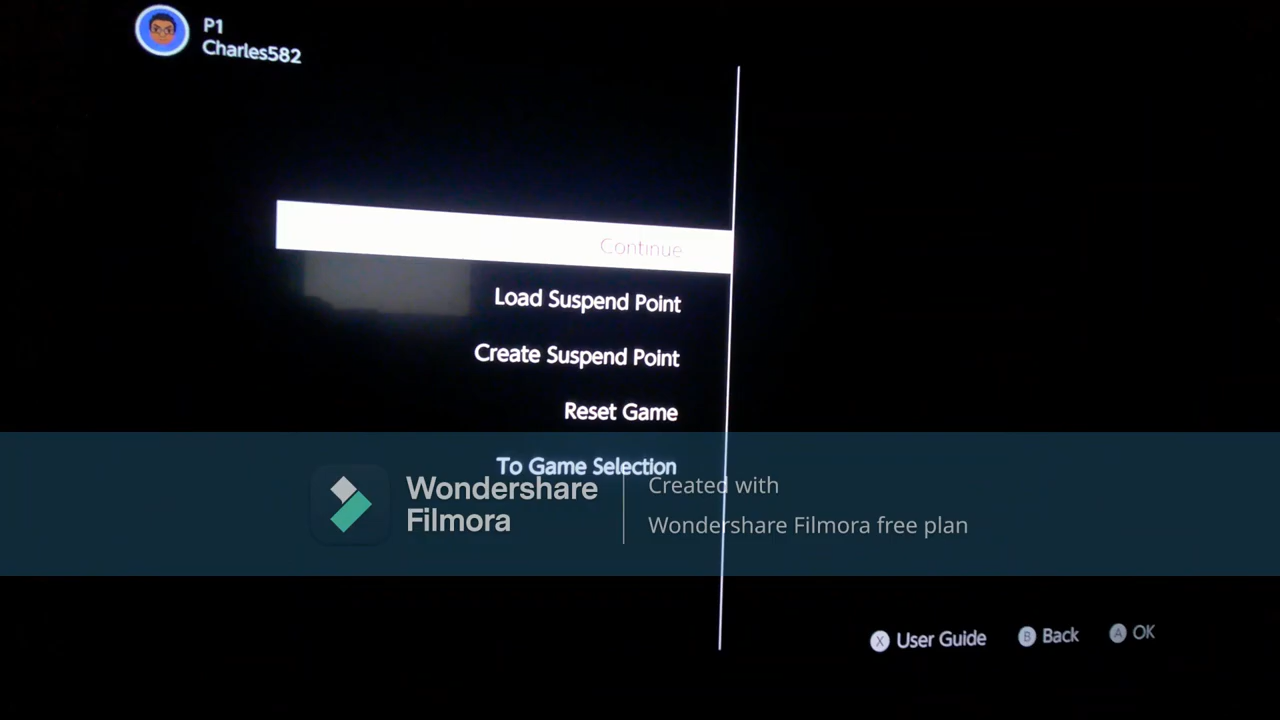 P1
Charles582
Continue
Load Suspend Point
Create Suspend Point
Reset Game
To Game Selection
Wondershare
Filmora
Created with
Wondershare Filmora free plan
X User Guide
B Back
A OK